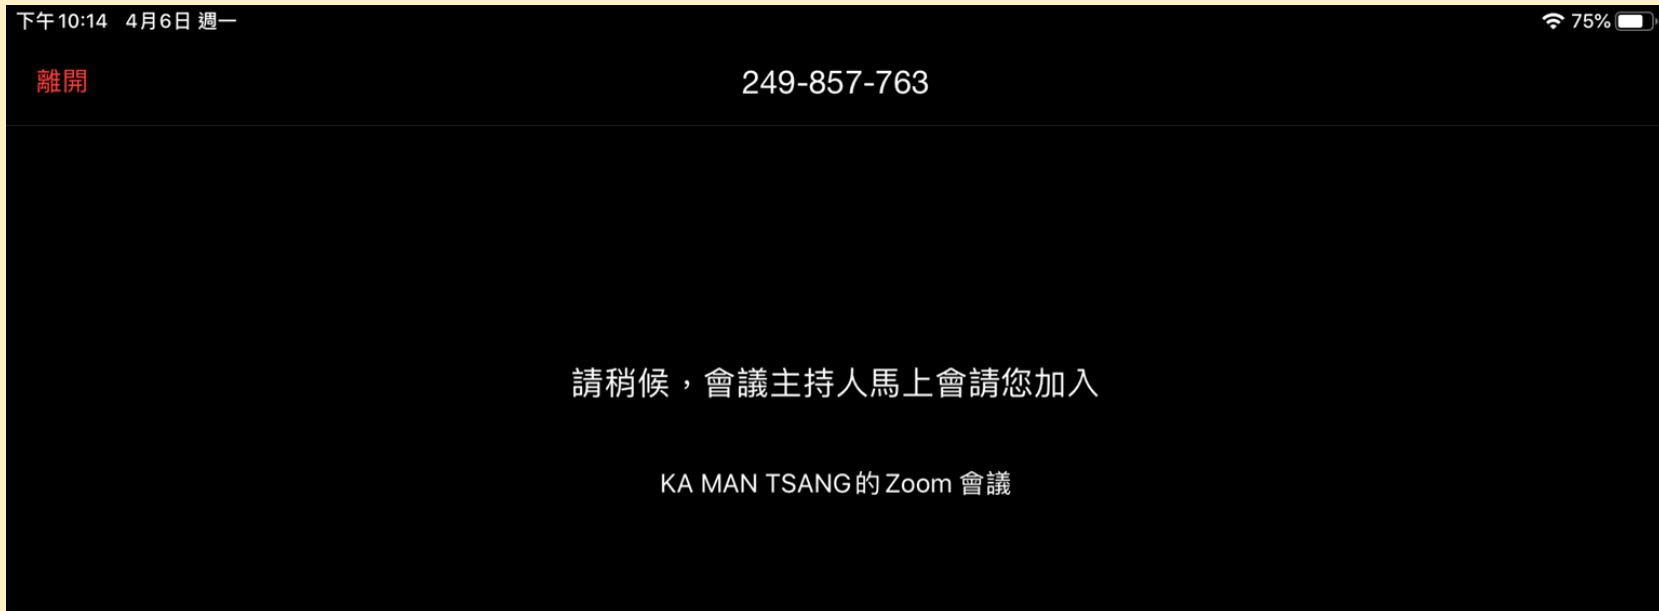 下午10:14 4月6日 週一 75%
離開 249-857-763
請稍候，會議主持人馬上會請您加入
KA MAN TSANG的 Zoom 會議